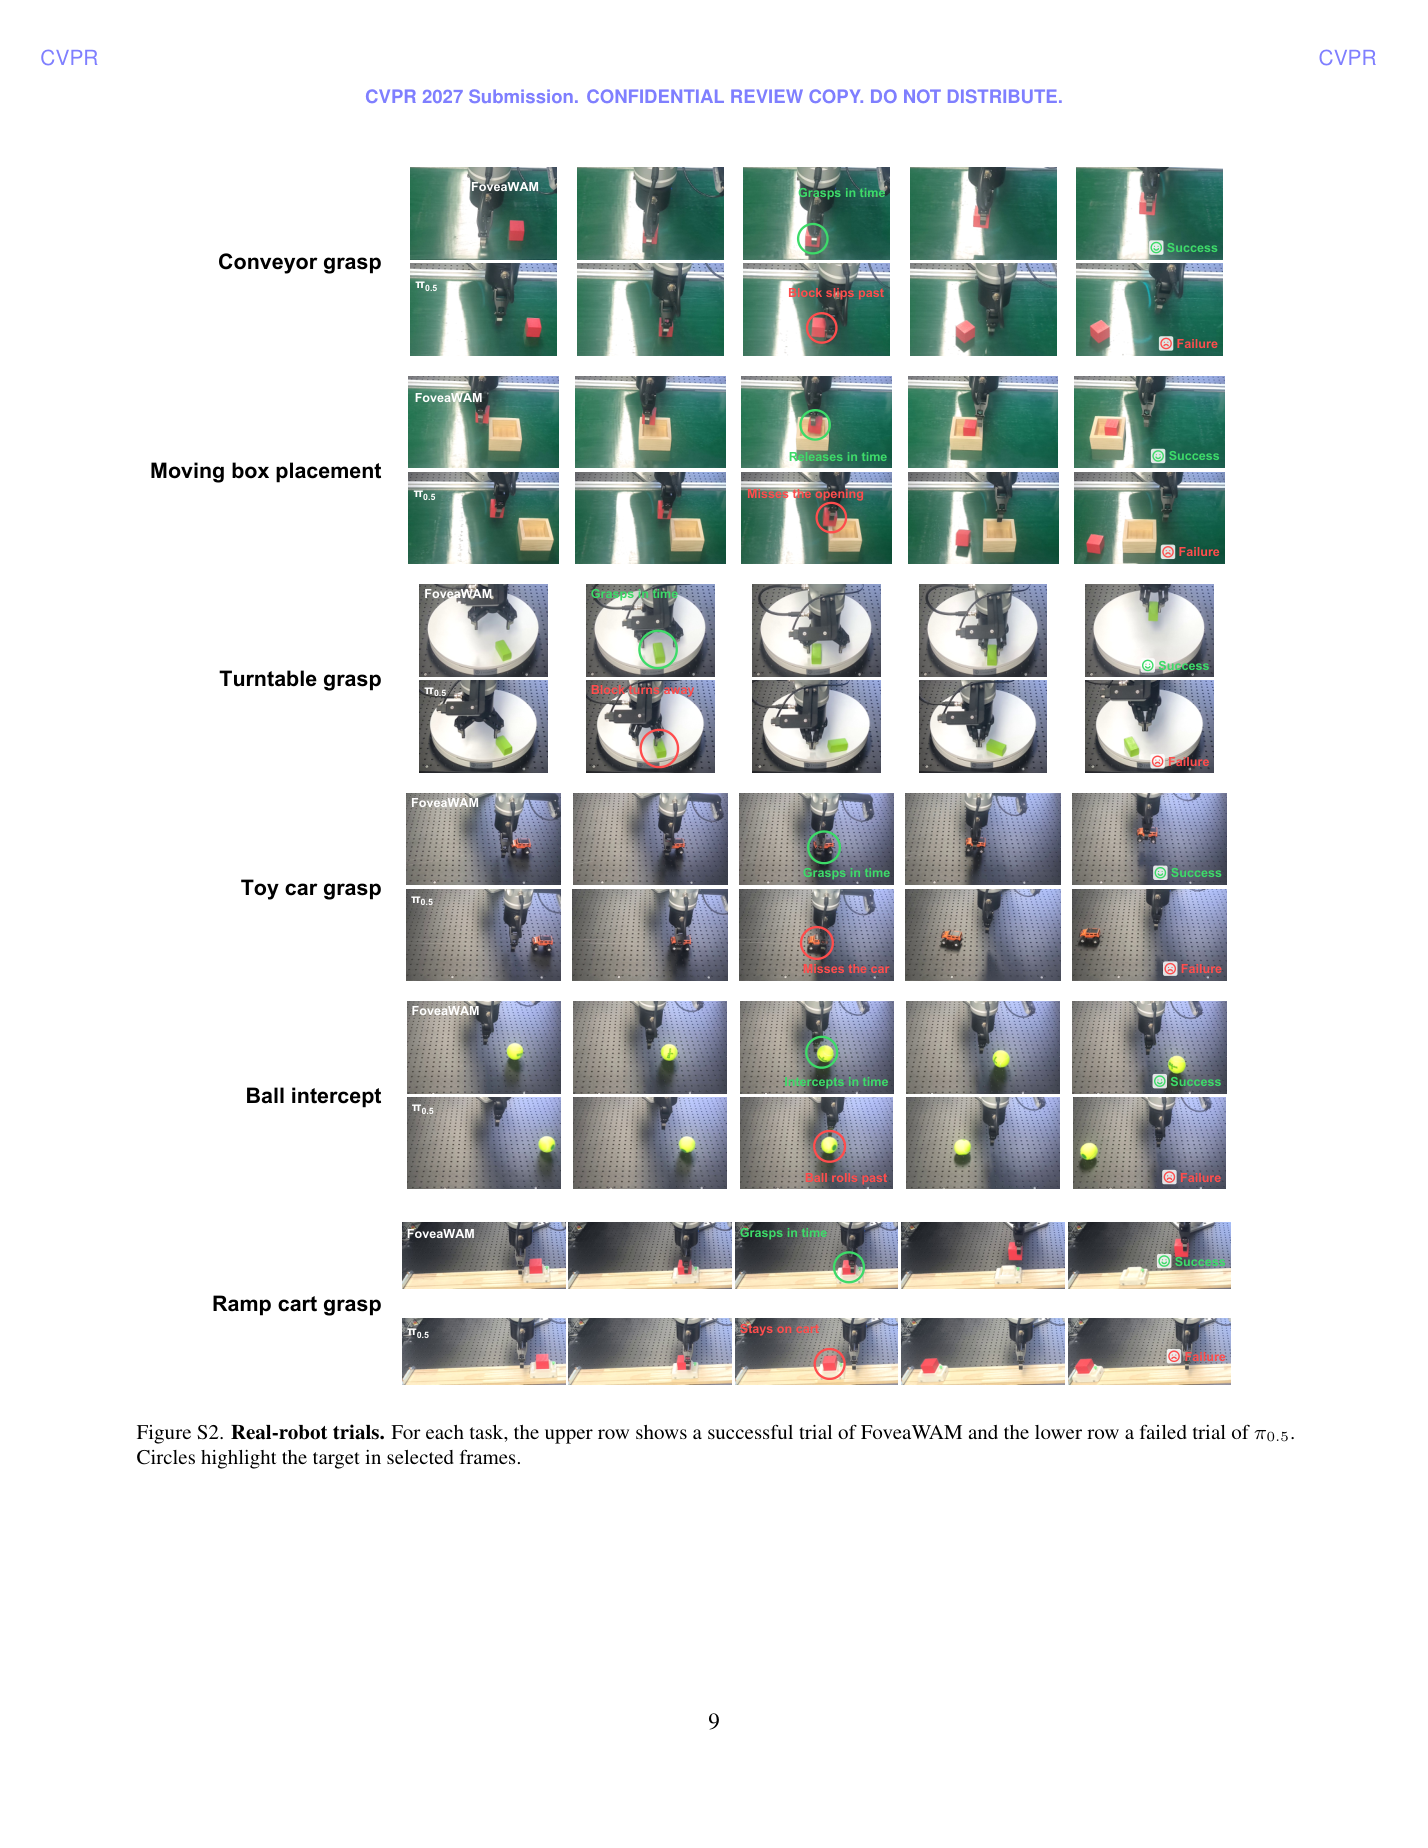 CVPR
CVPR
CVPR 2027 Submission. CONFIDENTIAL REVIEW COPY. DO NOT DISTRIBUTE.
Conveyor grasp
FoveaWAM
Grasps in time
Success
π0.5
Block slips past
Failure
Moving box placement
FoveaWAM
Releases in time
Success
π0.5
Misses the opening
Failure
Turntable grasp
FoveaWAM
Grasps in time
Success
π0.5
Block turns away
Failure
Toy car grasp
FoveaWAM
Grasps in time
Success
π0.5
Misses the car
Failure
Ball intercept
FoveaWAM
Intercepts in time
Success
π0.5
Ball rolls past
Failure
Ramp cart grasp
FoveaWAM
Grasps in time
Success
π0.5
Stays on cart
Failure
Figure S2. Real-robot trials. For each task, the upper row shows a successful trial of FoveaWAM and the lower row a failed trial of π0.5.
Circles highlight the target in selected frames.
9